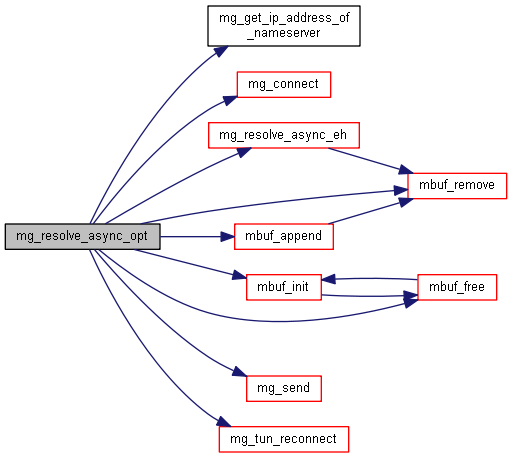 mg_get_ip_address_of
_nameserver
mg_connect
mg_resolve_async_eh
mbuf_remove
mg_resolve_async_opt
mbuf_append
mbuf_init
mbuf_free
mg_send
mg_tun_reconnect